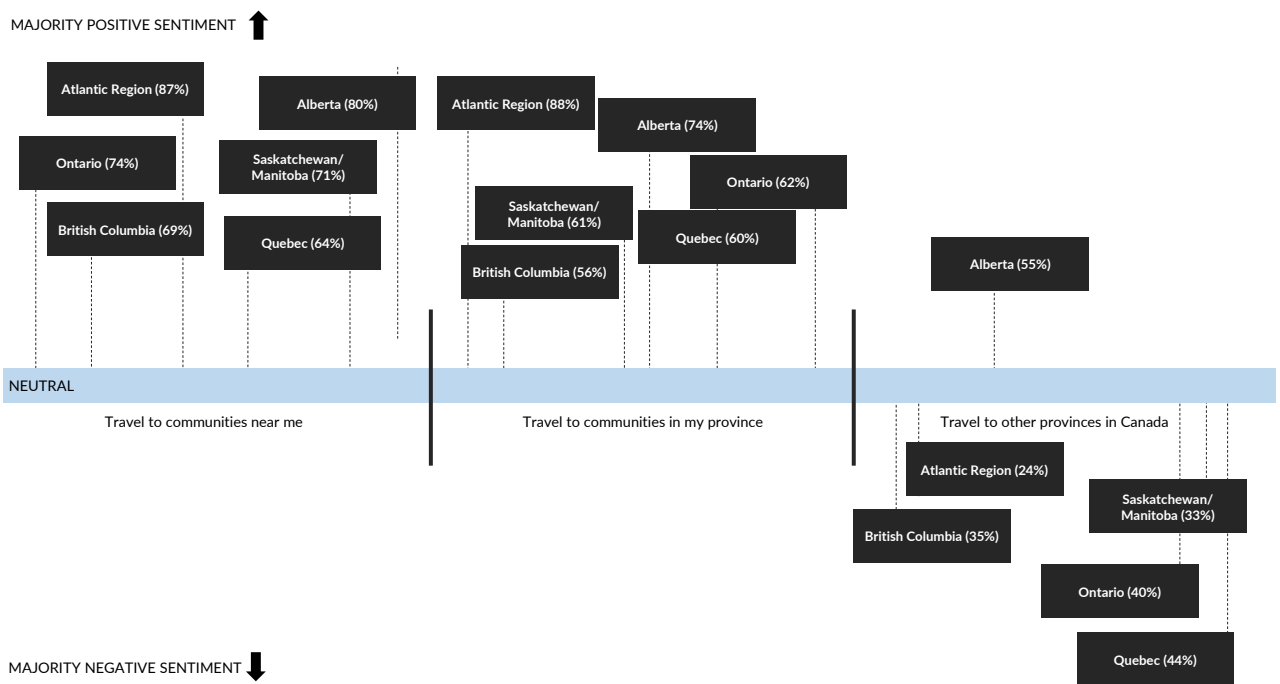 MAJORITY POSITIVE SENTIMENT
Atlantic Region (87%)
Alberta (80%)
Ontario (74%)
Saskatchewan/
Manitoba (71%)
British Columbia (69%)
Quebec (64%)
Atlantic Region (88%)
Alberta (74%)
Ontario (62%)
Saskatchewan/
Manitoba (61%)
Quebec (60%)
British Columbia (56%)
Alberta (55%)
NEUTRAL
Travel to communities near me
Travel to communities in my province
Travel to other provinces in Canada
Atlantic Region (24%)
Saskatchewan/
Manitoba (33%)
British Columbia (35%)
Ontario (40%)
Quebec (44%)
MAJORITY NEGATIVE SENTIMENT